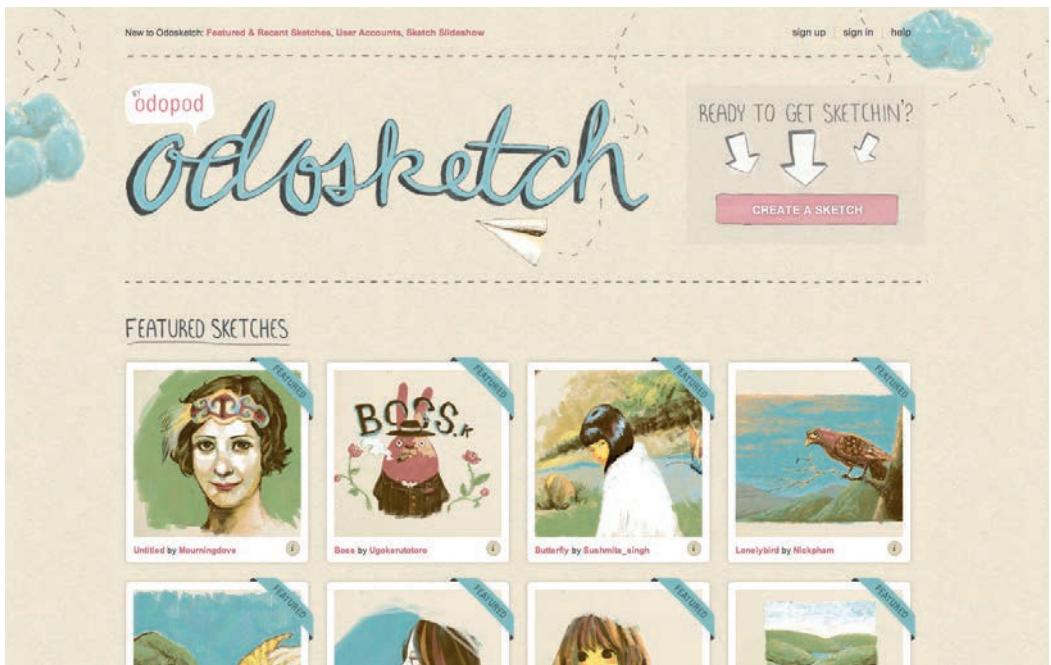 New to Odosketch: Featured & Recent Sketches, User Accounts, Sketch Slideshow
sign up | sign in | help
BY
odopod
odosketch
READY TO GET SKETCHIN'?
CREATE A SKETCH
FEATURED SKETCHES
FEATURED
FEATURED
FEATURED
FEATURED
BOSS.K
Untitled by Mourningdove
Boss by Ugokerutotoro
Butterfly by Sushmita_singh
Lonelybird by Nickpham
FEATURED
FEATURED
FEATURED
FEATURED